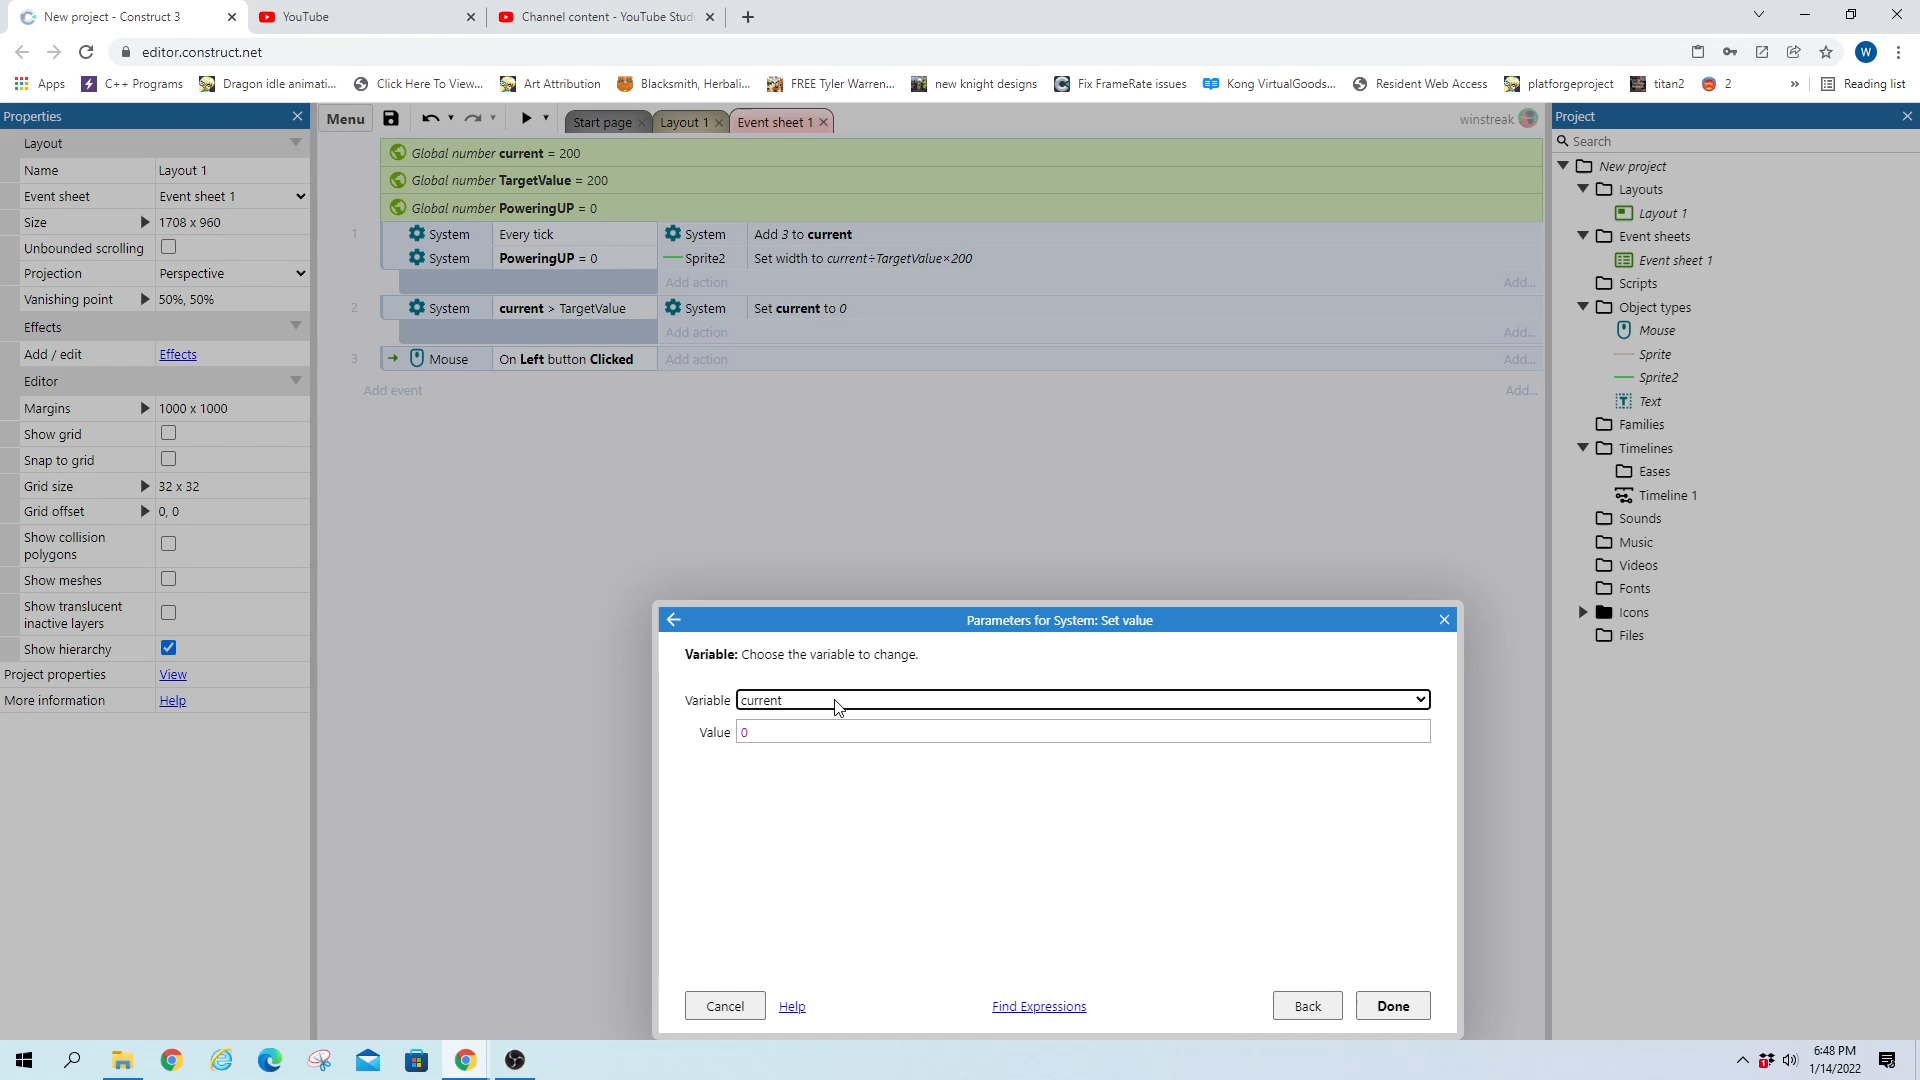 New project - Construct 3
YouTube
Channel content - YouTube Studi
editor.construct.net
W
Apps
C++ Programs
Dragon idle animati...
Click Here To View...
Art Attribution
Blacksmith, Herbali...
FREE Tyler Warren...
new knight designs
Fix FrameRate issues
Kong VirtualGoods...
Resident Web Access
platforgeproject
titan2
2
»
Reading list
Properties
Layout
Name Layout 1
Event sheet Event sheet 1
Size 1708 x 960
Unbounded scrolling
Projection Perspective
Vanishing point 50%, 50%
Effects
Add / edit Effects
Editor
Margins 1000 x 1000
Show grid
Snap to grid
Grid size 32 x 32
Grid offset 0, 0
Show collision
polygons
Show meshes
Show translucent
inactive layers
Show hierarchy
Project properties View
More information Help
Menu
Start page
Layout 1
Event sheet 1
winstreak
Global number current = 200
Global number TargetValue = 200
Global number PoweringUP = 0
1 System Every tick System Add 3 to current
System PoweringUP = 0 Sprite2 Set width to current÷TargetValue×200
Add action Add...
2 System current > TargetValue System Set current to 0
Add action Add...
3 Mouse On Left button Clicked Add action Add...
Add event Add...
Parameters for System: Set value
Variable: Choose the variable to change.
Variable current
Value 0
Cancel Help Find Expressions Back Done
Project
Search
New project
Layouts
Layout 1
Event sheets
Event sheet 1
Scripts
Object types
Mouse
Sprite
Sprite2
Text
Families
Timelines
Eases
Timeline 1
Sounds
Music
Videos
Fonts
Icons
Files
6:48 PM
1/14/2022